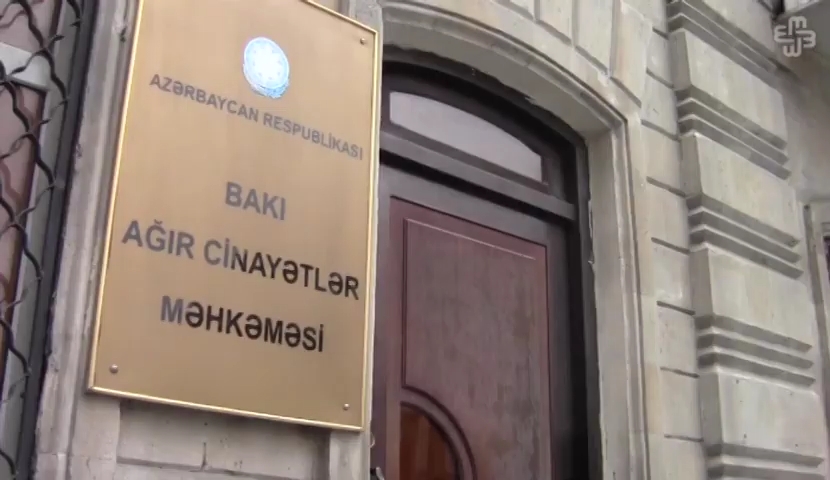 AZƏRBAYCAN RESPUBLİKASI
BAKI
AĞIR CİNAYƏTLƏR
MƏHKƏMƏSİ